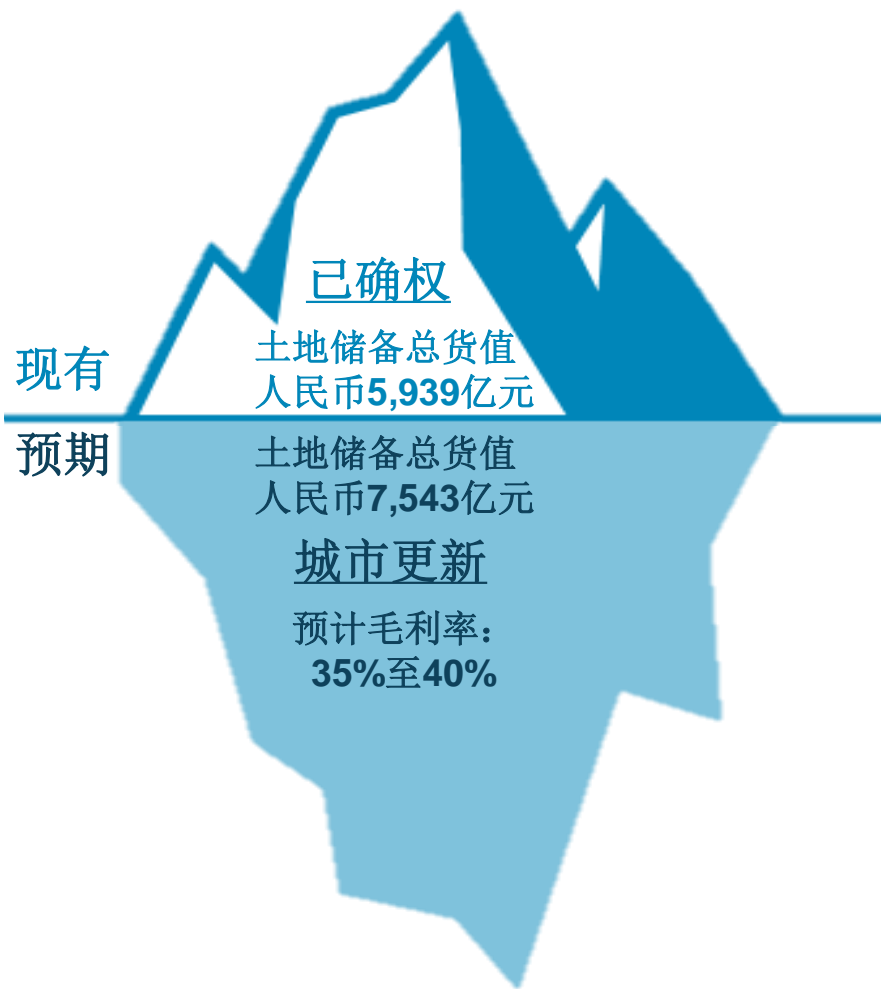 已确权
土地储备总货值
人民币5,939亿元
现有
预期
土地储备总货值
人民币7,543亿元
城市更新
预计毛利率：
35%至40%